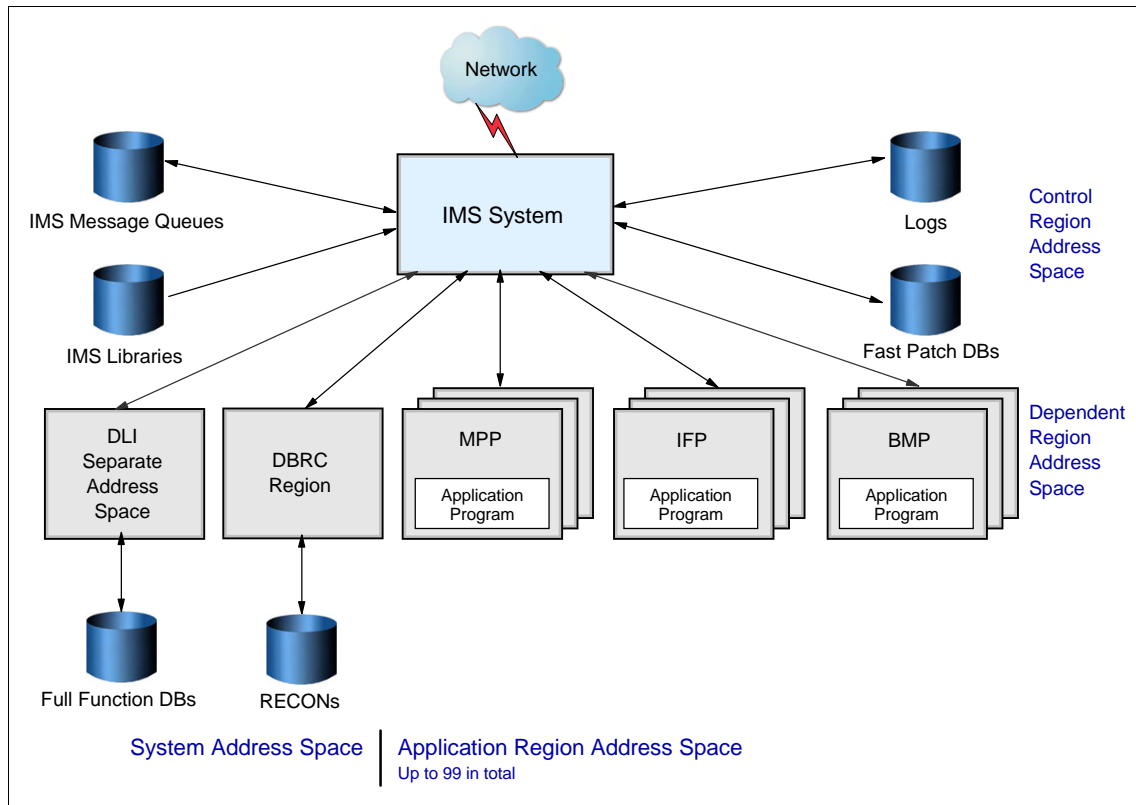 Network
IMS System
IMS Message Queues
Logs
Control
Region
Address
Space
IMS Libraries
Fast Patch DBs
DLI
Separate
Address
Space
DBRC
Region
MPP
Application
Program
IFP
Application
Program
BMP
Application
Program
Dependent
Region
Address
Space
Full Function DBs
RECONs
System Address Space
Application Region Address Space
Up to 99 in total